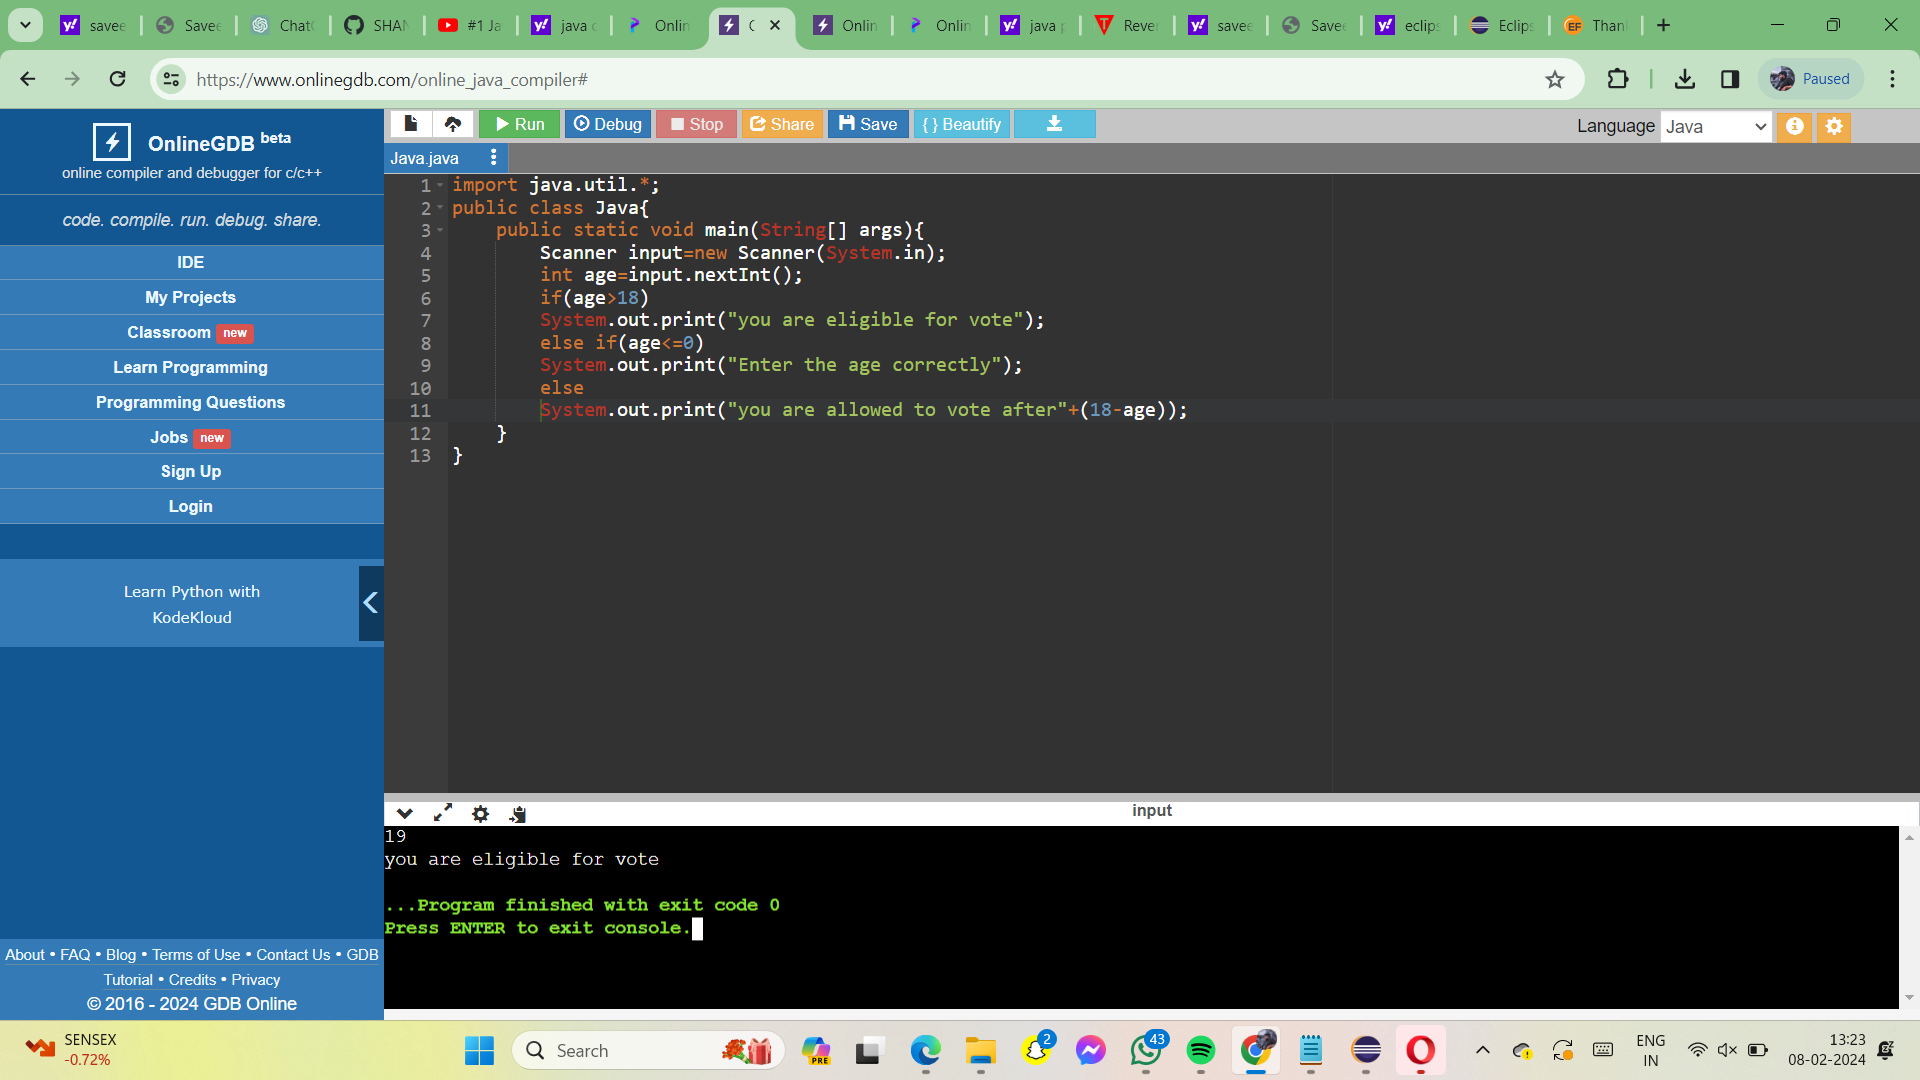 savee
Savee
ChatG
SHAN
#1 Ja
java c
Onlin
Onlin
Onlin
java p
Rever
savee
Savee
eclips
Eclips
Thank
https://www.onlinegdb.com/online_java_compiler#
Paused
OnlineGDB beta
online compiler and debugger for c/c++
code. compile. run. debug. share.
IDE
My Projects
Classroom new
Learn Programming
Programming Questions
Jobs new
Sign Up
Login
Learn Python with
KodeKloud
About • FAQ • Blog • Terms of Use • Contact Us • GDB
Tutorial • Credits • Privacy
© 2016 - 2024 GDB Online
Run Debug Stop Share Save { } Beautify
Language Java
Java.java
1 import java.util.*;
2 public class Java{
3 public static void main(String[] args){
4 Scanner input=new Scanner(System.in);
5 int age=input.nextInt();
6 if(age>18)
7 System.out.print("you are eligible for vote");
8 else if(age<=0)
9 System.out.print("Enter the age correctly");
10 else
11 System.out.print("you are allowed to vote after"+(18-age));
12 }
13 }
input
19
you are eligible for vote
...Program finished with exit code 0
Press ENTER to exit console.
SENSEX
-0.72%
Search
PRE
2
43
ENG
IN
13:23
08-02-2024